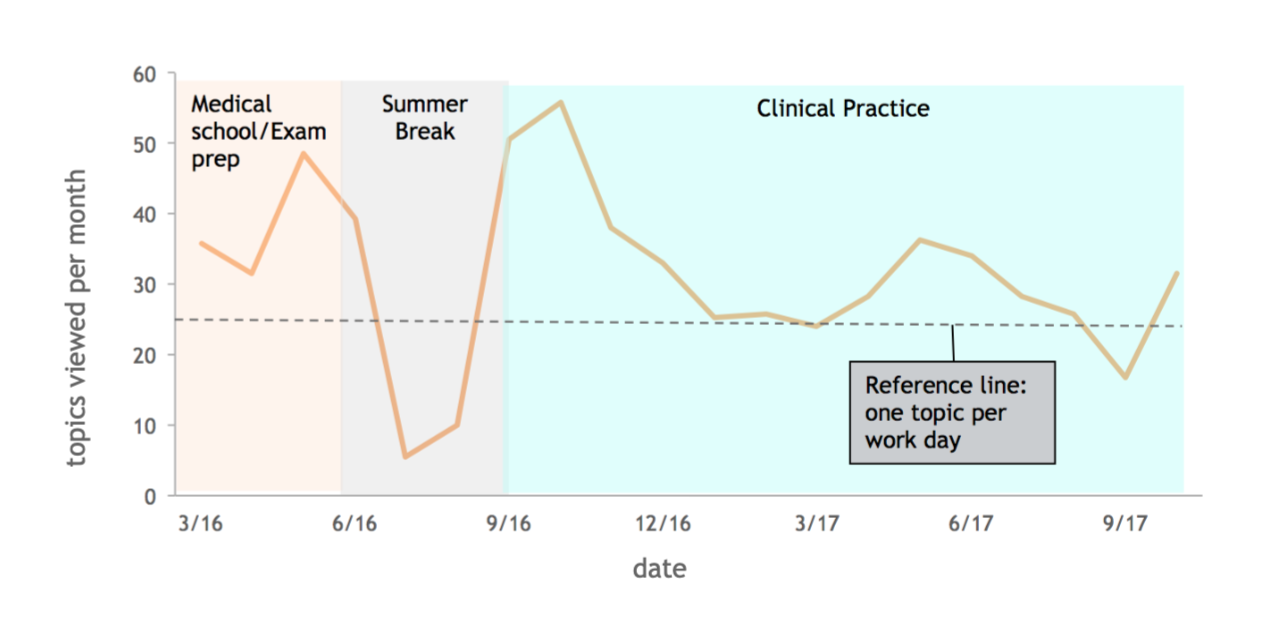 60
50
40
30
20
10
0
topics viewed per month
Medical
school/Exam
prep
Summer
Break
Clinical Practice
Reference line:
one topic per
work day
3/16
6/16
9/16
12/16
3/17
6/17
9/17
date